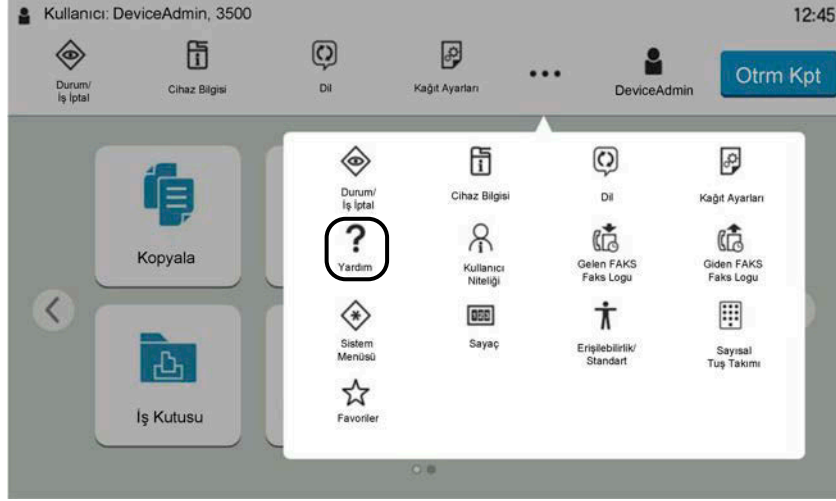 Kullanıcı: DeviceAdmin, 3500
12:45
Durum/
İş İptal
Cihaz Bilgisi
Dil
Kağıt Ayarları
DeviceAdmin
Otrm Kpt
Kopyala
İş Kutusu
Durum/
İş İptal
Cihaz Bilgisi
Dil
Kağıt Ayarları
?
Yardım
Kullanıcı
Niteliği
Gelen FAKS
Faks Logu
Giden FAKS
Faks Logu
Sistem
Menüsü
Sayaç
Erişilebilirlik/
Standart
Sayısal
Tuş Takımı
Favoriler